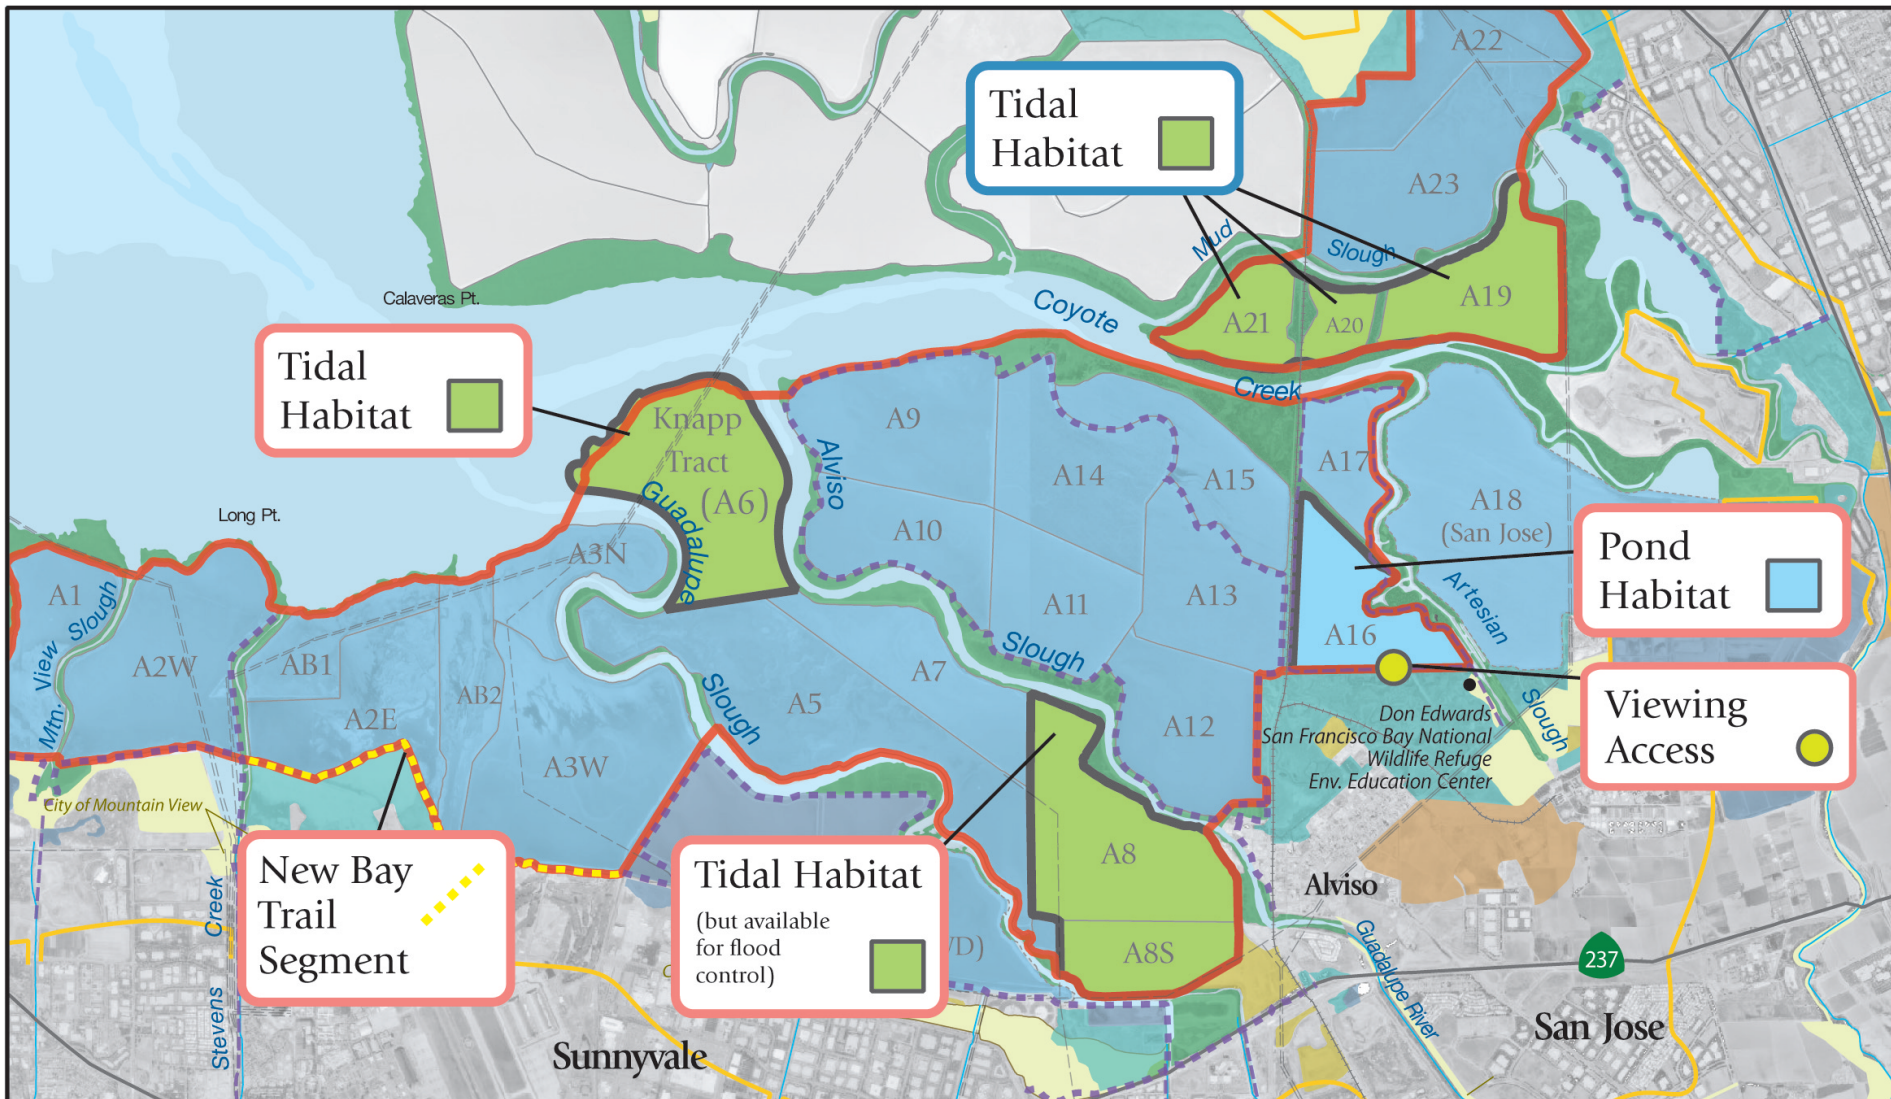 A22
Tidal
Habitat
A23
Mud
Slough
Calaveras Pt.
Coyote
A21
A20
A19
Tidal
Habitat
Creek
Knapp
Tract
(A6)
A9
Alviso
A14
A15
A17
A18
(San Jose)
Guadalupe
Long Pt.
A10
A3N
Pond
Habitat
A1
Mtn. View Slough
A11
A13
A16
Artesian
Slough
A2W
AB1
AB2
A2E
A7
Slough
A5
Slough
A12
A3W
Viewing
Access
Don Edwards
San Francisco Bay National
Wildlife Refuge
Env. Education Center
City of Mountain View
New Bay
Trail
Segment
Tidal Habitat
(but available
for flood
control)
A8
A8S
Alviso
Stevens Creek
Guadalupe River
237
Sunnyvale
San Jose